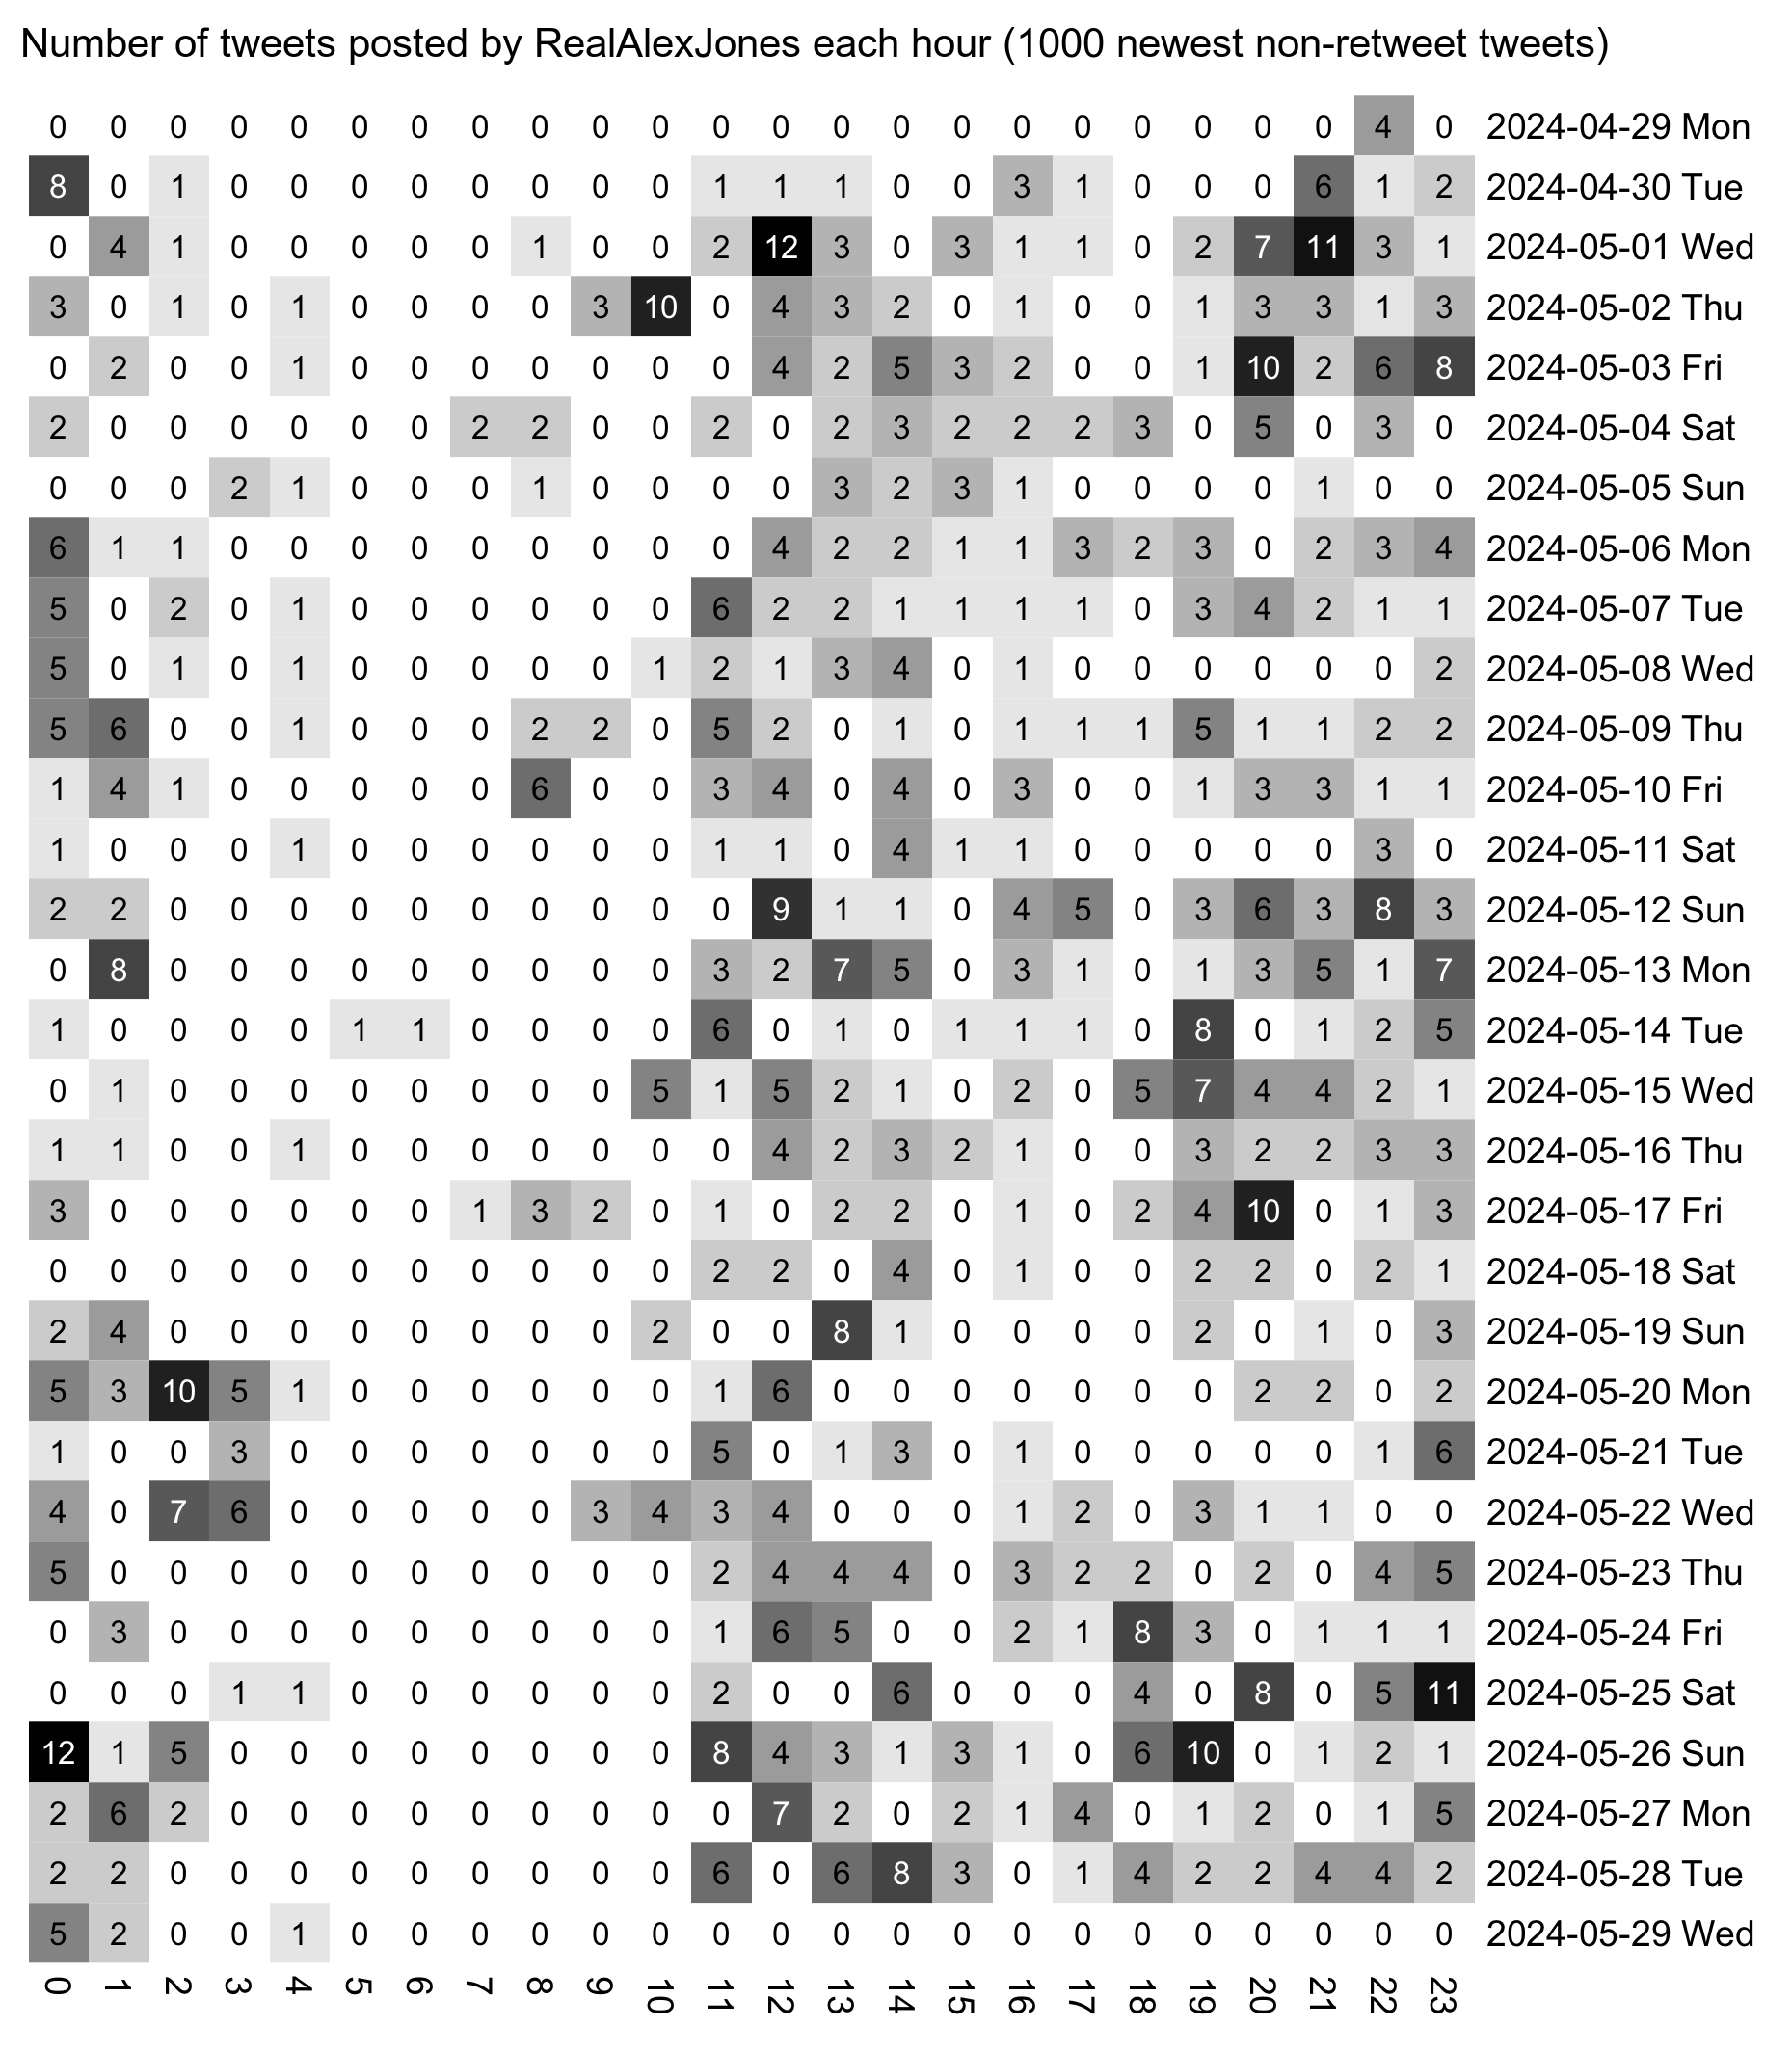 Number of tweets posted by RealAlexJones each hour (1000 newest non-retweet tweets)
0 0 0 0 0 0 0 0 0 0 0 0 0 0 0 0 0 0 0 0 0 0 4 0 2024-04-29 Mon
8 0 1 0 0 0 0 0 0 0 0 1 1 1 0 0 3 1 0 0 0 6 1 2 2024-04-30 Tue
0 4 1 0 0 0 0 0 1 0 0 2 12 3 0 3 1 1 0 2 7 11 3 1 2024-05-01 Wed
3 0 1 0 1 0 0 0 0 3 10 0 4 3 2 0 1 0 0 1 3 3 1 3 2024-05-02 Thu
0 2 0 0 1 0 0 0 0 0 0 0 4 2 5 3 2 0 0 1 10 2 6 8 2024-05-03 Fri
2 0 0 0 0 0 0 2 2 0 0 2 0 2 3 2 2 2 3 0 5 0 3 0 2024-05-04 Sat
0 0 0 2 1 0 0 0 1 0 0 0 0 3 2 3 1 0 0 0 0 1 0 0 2024-05-05 Sun
6 1 1 0 0 0 0 0 0 0 0 0 4 2 2 1 1 3 2 3 0 2 3 4 2024-05-06 Mon
5 0 2 0 1 0 0 0 0 0 0 6 2 2 1 1 1 1 0 3 4 2 1 1 2024-05-07 Tue
5 0 1 0 1 0 0 0 0 0 1 2 1 3 4 0 1 0 0 0 0 0 0 2 2024-05-08 Wed
5 6 0 0 1 0 0 0 2 2 0 5 2 0 1 0 1 1 1 5 1 1 2 2 2024-05-09 Thu
1 4 1 0 0 0 0 0 6 0 0 3 4 0 4 0 3 0 0 1 3 3 1 1 2024-05-10 Fri
1 0 0 0 1 0 0 0 0 0 0 1 1 0 4 1 1 0 0 0 0 0 3 0 2024-05-11 Sat
2 2 0 0 0 0 0 0 0 0 0 0 9 1 1 0 4 5 0 3 6 3 8 3 2024-05-12 Sun
0 8 0 0 0 0 0 0 0 0 0 3 2 7 5 0 3 1 0 1 3 5 1 7 2024-05-13 Mon
1 0 0 0 0 1 1 0 0 0 0 6 0 1 0 1 1 1 0 8 0 1 2 5 2024-05-14 Tue
0 1 0 0 0 0 0 0 0 0 5 1 5 2 1 0 2 0 5 7 4 4 2 1 2024-05-15 Wed
1 1 0 0 1 0 0 0 0 0 0 0 4 2 3 2 1 0 0 3 2 2 3 3 2024-05-16 Thu
3 0 0 0 0 0 0 1 3 2 0 1 0 2 2 0 1 0 2 4 10 0 1 3 2024-05-17 Fri
0 0 0 0 0 0 0 0 0 0 0 2 2 0 4 0 1 0 0 2 2 0 2 1 2024-05-18 Sat
2 4 0 0 0 0 0 0 0 0 2 0 0 8 1 0 0 0 0 2 0 1 0 3 2024-05-19 Sun
5 3 10 5 1 0 0 0 0 0 0 1 6 0 0 0 0 0 0 0 2 2 0 2 2024-05-20 Mon
1 0 0 3 0 0 0 0 0 0 0 5 0 1 3 0 1 0 0 0 0 0 1 6 2024-05-21 Tue
4 0 7 6 0 0 0 0 0 3 4 3 4 0 0 0 1 2 0 3 1 1 0 0 2024-05-22 Wed
5 0 0 0 0 0 0 0 0 0 0 2 4 4 4 0 3 2 2 0 2 0 4 5 2024-05-23 Thu
0 3 0 0 0 0 0 0 0 0 0 1 6 5 0 0 2 1 8 3 0 1 1 1 2024-05-24 Fri
0 0 0 1 1 0 0 0 0 0 0 2 0 0 6 0 0 0 4 0 8 0 5 11 2024-05-25 Sat
12 1 5 0 0 0 0 0 0 0 0 8 4 3 1 3 1 0 6 10 0 1 2 1 2024-05-26 Sun
2 6 2 0 0 0 0 0 0 0 0 0 7 2 0 2 1 4 0 1 2 0 1 5 2024-05-27 Mon
2 2 0 0 0 0 0 0 0 0 0 6 0 6 8 3 0 1 4 2 2 4 4 2 2024-05-28 Tue
5 2 0 0 1 0 0 0 0 0 0 0 0 0 0 0 0 0 0 0 0 0 0 0 2024-05-29 Wed
0 1 2 3 4 5 6 7 8 9 10 11 12 13 14 15 16 17 18 19 20 21 22 23